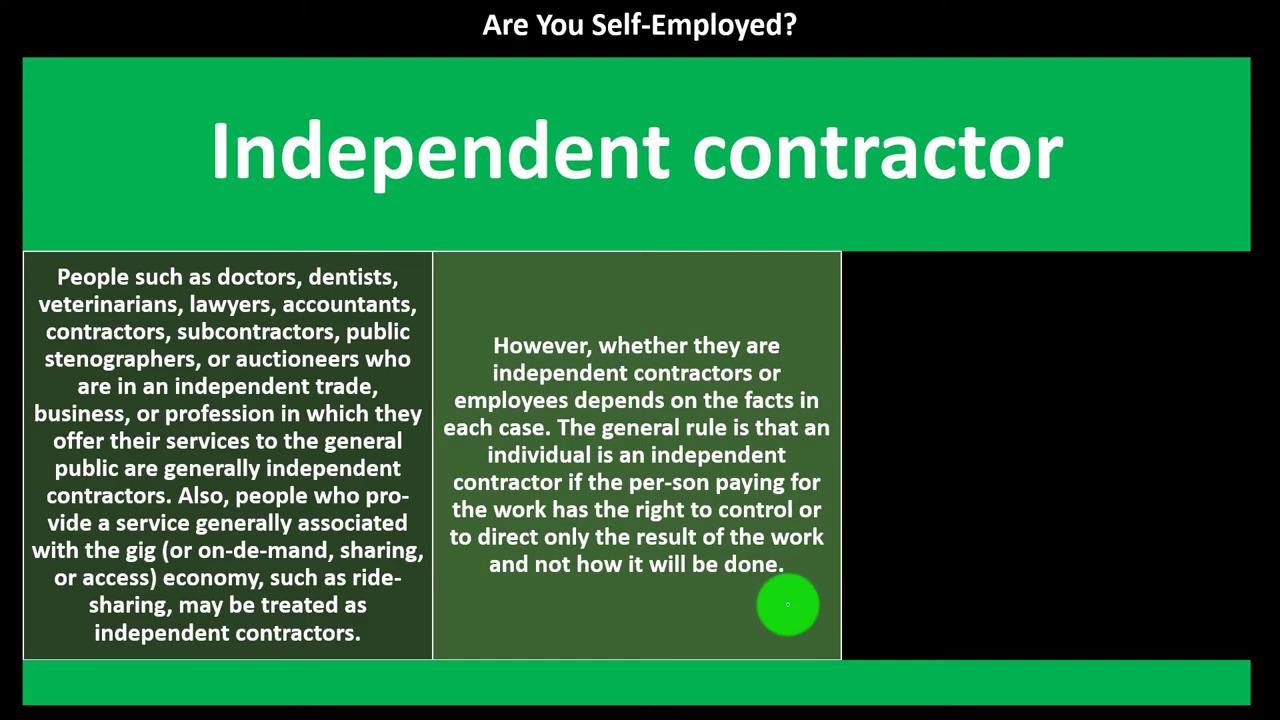 Are You Self-Employed?
Independent contractor
People such as doctors, dentists,
veterinarians, lawyers, accountants,
contractors, subcontractors, public
stenographers, or auctioneers who
are in an independent trade,
business, or profession in which they
offer their services to the general
public are generally independent
contractors. Also, people who pro-
vide a service generally associated
with the gig (or on-de-mand, sharing,
or access) economy, such as ride-
sharing, may be treated as
independent contractors.
However, whether they are
independent contractors or
employees depends on the facts in
each case. The general rule is that an
individual is an independent
contractor if the per-son paying for
the work has the right to control or
to direct only the result of the work
and not how it will be done.